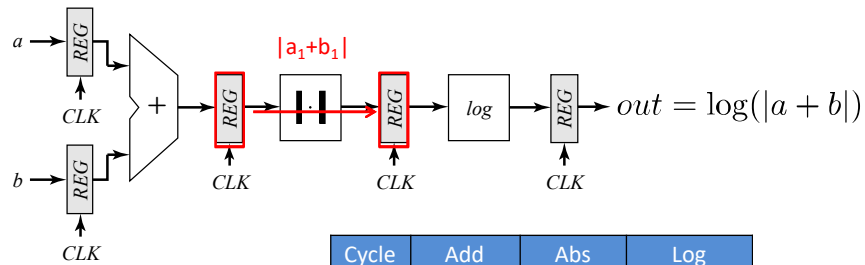 |a₁+b₁|
a
REG
CLK
+
REG
CLK
|·|
REG
CLK
log
REG
CLK
out = log(|a + b|)
b
REG
CLK
Cycle Add Abs Log